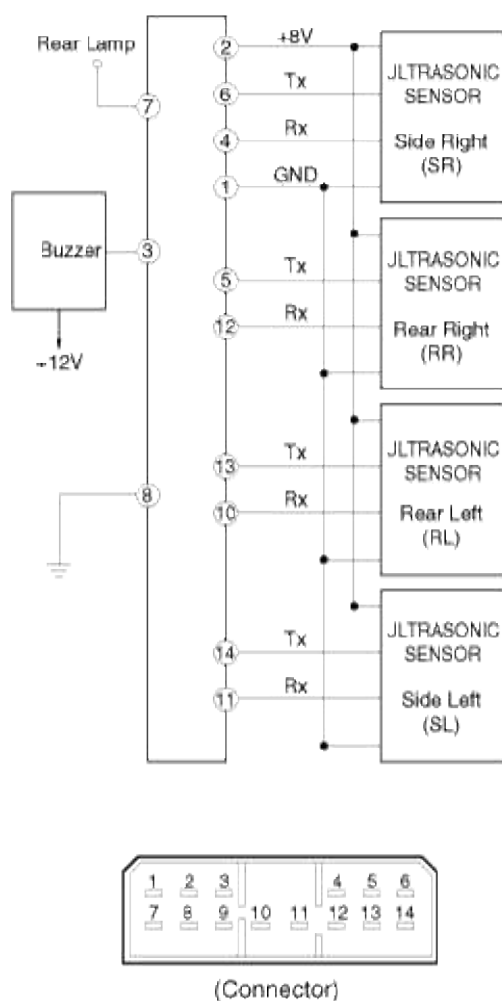 Rear Lamp
7
Buzzer
3
+12V
8
2
+8V
6
Tx
4
Rx
1
GND
JLTRASONIC
SENSOR
Side Right
(SR)
5
Tx
12
Rx
JLTRASONIC
SENSOR
Rear Right
(RR)
13
Tx
10
Rx
JLTRASONIC
SENSOR
Rear Left
(RL)
14
Tx
11
Rx
JLTRASONIC
SENSOR
Side Left
(SL)
1 2 3 4 5 6
7 8 9 10 11 12 13 14
(Connector)